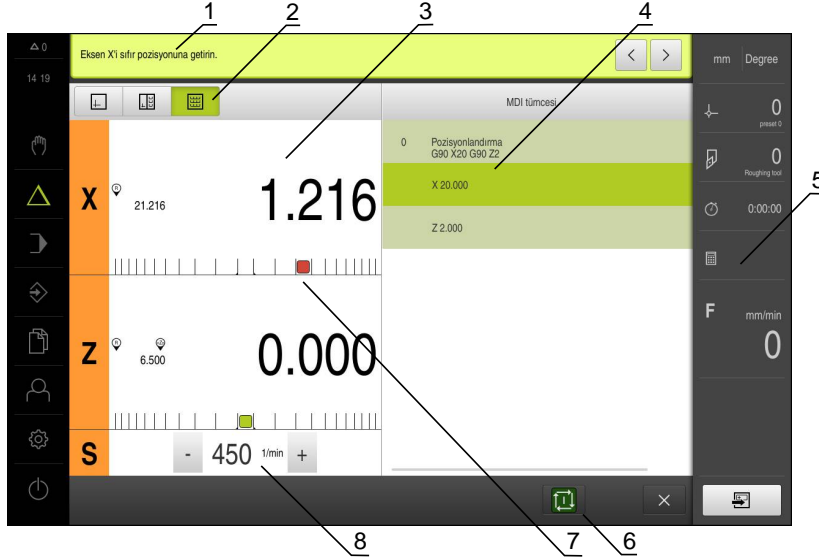 1
2
3
4
△ 0
14 19
Eksen X'i sıfır pozisyonuna getirin.
< >
mm Degree
MDI tümcesi
0
preset 0
0 Pozisyonlandırma
G90 X20 G90 Z2
0
Roughing tool
X R 21.216 1.216
X 20.000
5
0:00:00
Z 2.000
F mm/min
0
Z R 6.500 0.000
S - 450 1/min +
8
7
6